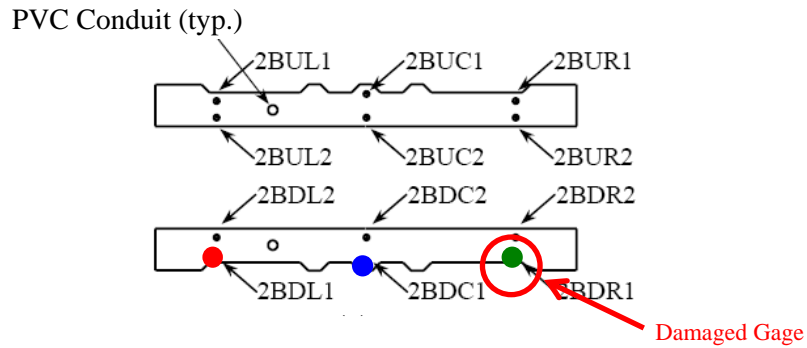 PVC Conduit (typ.)
2BUL1 2BUC1 2BUR1
2BUL2 2BUC2 2BUR2
2BDL2 2BDC2 2BDR2
2BDL1 2BDC1 2BDR1
Damaged Gage